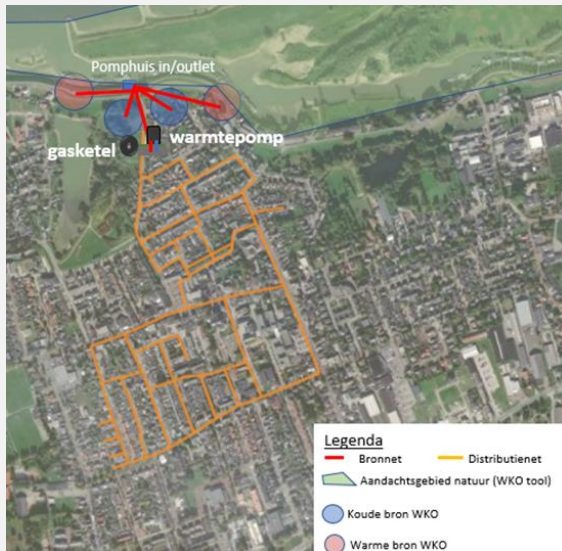 Pomphuis in/outlet
warmtepomp
gasketel
Legenda
Bronnet Distributienet
Aandachtsgebied natuur (WKO tool)
Koude bron WKO
Warme bron WKO